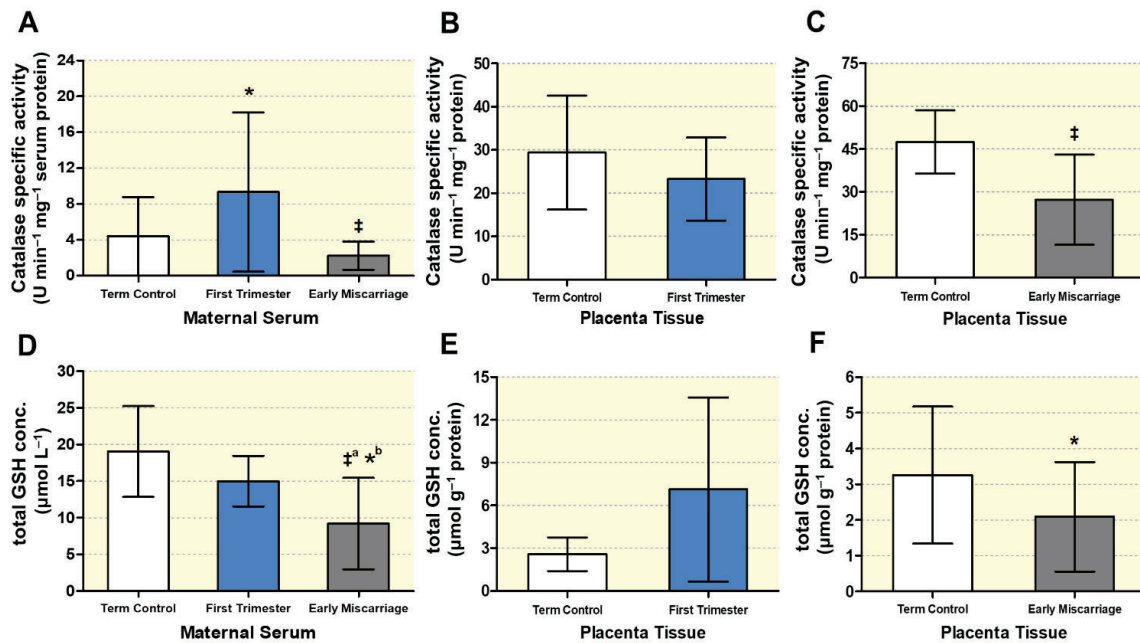 A
Catalase specific activity
(U min⁻¹ mg⁻¹ serum protein)
24
20
16
12
8
4
0
*
‡
Term Control
First Trimester
Early Miscarriage
Maternal Serum
B
Catalase specific activity
(U min⁻¹ mg⁻¹ protein)
50
40
30
20
10
0
Term Control
First Trimester
Placenta Tissue
C
Catalase specific activity
(U min⁻¹ mg⁻¹ protein)
75
60
45
30
15
0
‡
Term Control
Early Miscarriage
Placenta Tissue
D
total GSH conc.
(µmol L⁻¹)
30
25
20
15
10
5
0
‡ᵃ *ᵇ
Term Control
First Trimester
Early Miscarriage
Maternal Serum
E
total GSH conc.
(µmol g⁻¹ protein)
15
12
9
6
3
0
Term Control
First Trimester
Placenta Tissue
F
total GSH conc.
(µmol g⁻¹ protein)
6
5
4
3
2
1
0
*
Term Control
Early Miscarriage
Placenta Tissue